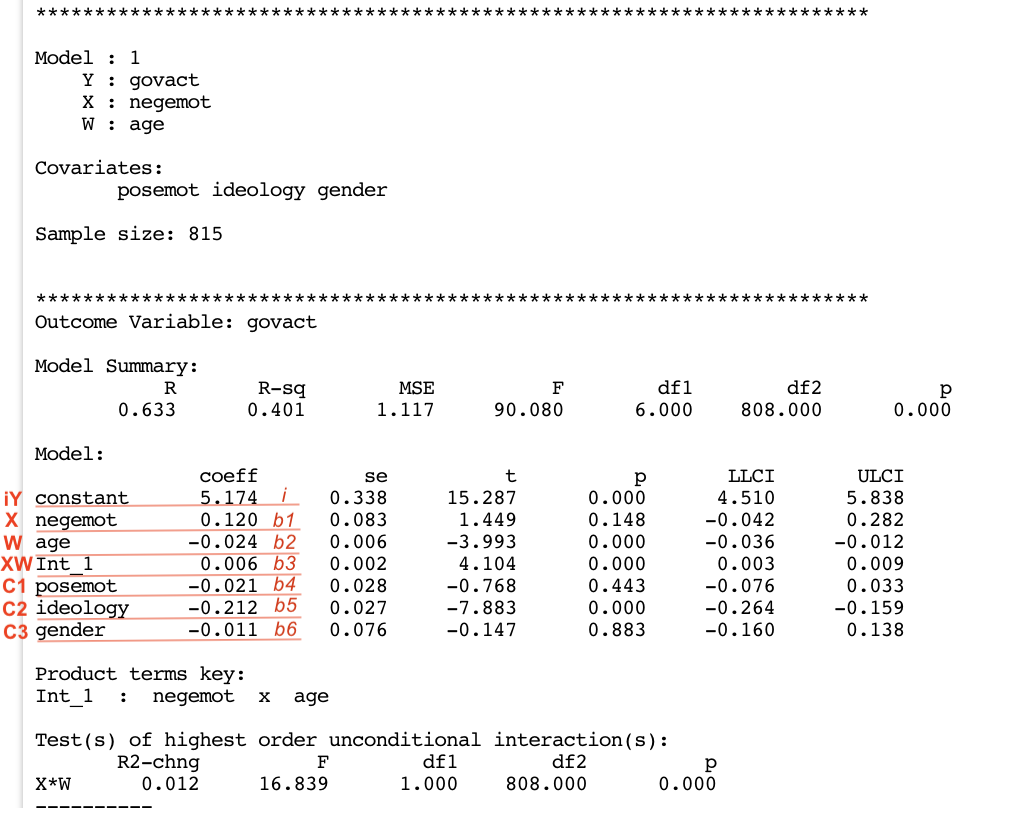 ***********************************************************************
Model : 1
Y : govact
X : negemot
W : age
Covariates:
posemot ideology gender
Sample size: 815
***********************************************************************
Outcome Variable: govact
Model Summary:
R R-sq MSE F df1 df2 p
0.633 0.401 1.117 90.080 6.000 808.000 0.000
Model:
coeff se t p LLCI ULCI
iY constant 5.174 i 0.338 15.287 0.000 4.510 5.838
X negemot 0.120 b1 0.083 1.449 0.148 -0.042 0.282
W age -0.024 b2 0.006 -3.993 0.000 -0.036 -0.012
XW Int_1 0.006 b3 0.002 4.104 0.000 0.003 0.009
C1 posemot -0.021 b4 0.028 -0.768 0.443 -0.076 0.033
C2 ideology -0.212 b5 0.027 -7.883 0.000 -0.264 -0.159
C3 gender -0.011 b6 0.076 -0.147 0.883 -0.160 0.138
Product terms key:
Int_1 : negemot x age
Test(s) of highest order unconditional interaction(s):
R2-chng F df1 df2 p
X*W 0.012 16.839 1.000 808.000 0.000
----------